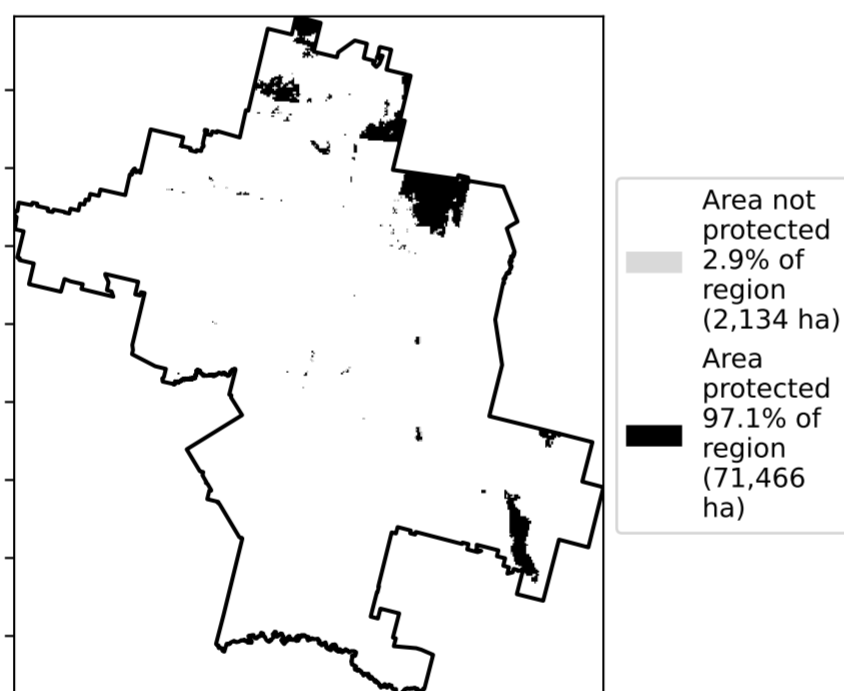 Area not
protected
2.9% of
region
(2,134 ha)
Area
protected
97.1% of
region
(71,466
ha)